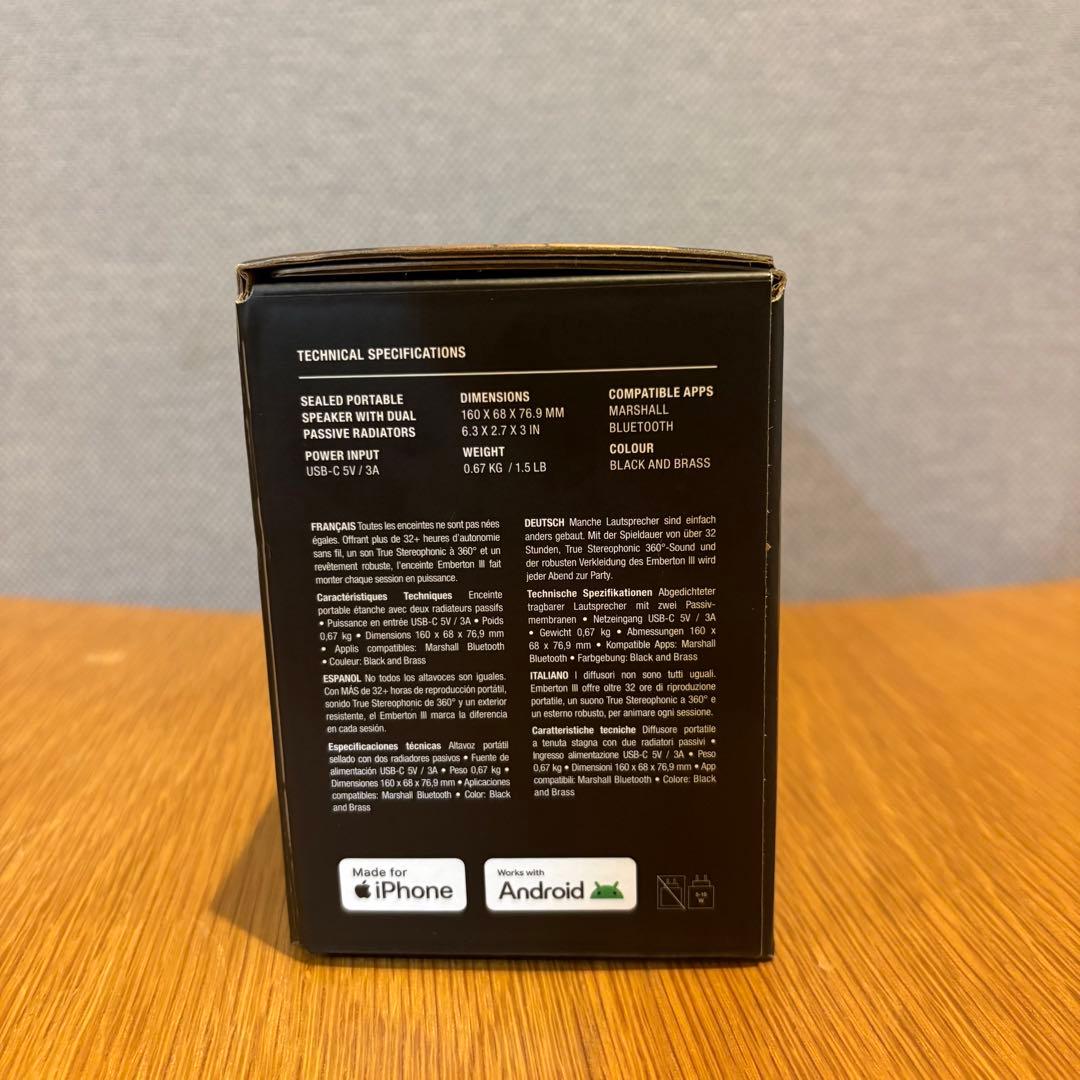 TECHNICAL SPECIFICATIONS
SEALED PORTABLE
SPEAKER WITH DUAL
PASSIVE RADIATORS
POWER INPUT
USB-C 5V / 3A
DIMENSIONS
160 X 68 X 76.9 MM
6.3 X 2.7 X 3 IN
WEIGHT
0.67 KG / 1.5 LB
COMPATIBLE APPS
MARSHALL
BLUETOOTH
COLOUR
BLACK AND BRASS
FRANÇAIS Toutes les enceintes ne sont pas nées
égales. Offrant plus de 32+ heures d'autonomie
sans fil, un son True Stereophonic à 360° et un
revêtement robuste, l'enceinte Emberton III fait
monter chaque session en puissance.
Caractéristiques Techniques Enceinte
portable étanche avec deux radiateurs passifs
• Puissance en entrée USB-C 5V / 3A • Poids
0,67 kg • Dimensions 160 x 68 x 76,9 mm
• Applis compatibles: Marshall Bluetooth
• Couleur: Black and Brass
ESPANOL No todos los altavoces son iguales.
Con MÁS de 32+ horas de reproducción portátil,
sonido True Stereophonic de 360° y un exterior
resistente, el Emberton III marca la diferencia
en cada sesión.
Especificaciones técnicas Altavoz portátil
sellado con dos radiadores pasivos • Fuente de
alimentación USB-C 5V / 3A • Peso 0,67 kg •
Dimensiones 160 x 68 x 76,9 mm • Aplicaciones
compatibles: Marshall Bluetooth • Color: Black
and Brass
DEUTSCH Manche Lautsprecher sind einfach
anders gebaut. Mit der Spieldauer von über 32
Stunden, True Stereophonic 360°-Sound und
der robusten Verkleidung des Emberton III wird
jeder Abend zur Party.
Technische Spezifikationen Abgedichteter
tragbarer Lautsprecher mit zwei Passiv-
membranen • Netzeingang USB-C 5V / 3A
• Gewicht 0,67 kg • Abmessungen 160 x
68 x 76,9 mm • Kompatible Apps: Marshall
Bluetooth • Farbgebung: Black and Brass
ITALIANO I diffusori non sono tutti uguali.
Emberton III offre oltre 32 ore di riproduzione
portatile, un suono True Stereophonic a 360° e
un esterno robusto, per animare ogni sessione.
Caratteristiche tecniche Diffusore portatile
a tenuta stagna con due radiatori passivi •
Ingresso alimentazione USB-C 5V / 3A • Peso
0,67 kg • Dimensioni 160 x 68 x 76,9 mm • App
compatibili: Marshall Bluetooth • Colore: Black
and Brass
Made for
iPhone
Works with
Android